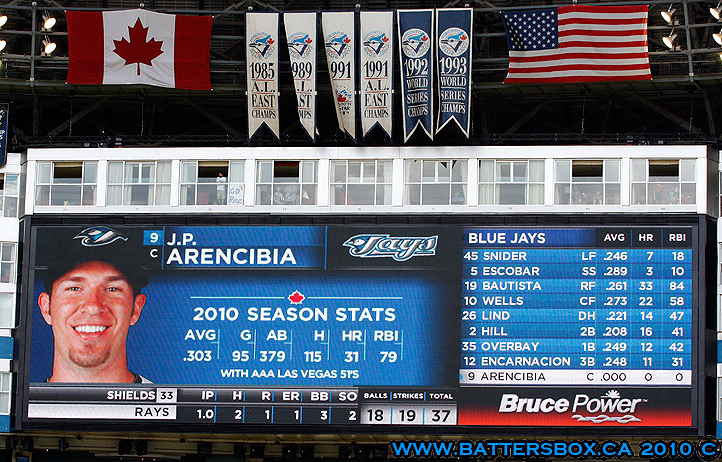 1985
A.L.
EAST
CHAMPS
1989
A.L.
EAST
CHAMPS
1991
1991
A.L.
EAST
CHAMPS
1992
WORLD
SERIES
CHAMPS
1993
WORLD
SERIES
CHAMPS
GO
9 J.P.
C ARENCIBIA
Jays
2010 SEASON STATS
AVG G AB H HR RBI
.303 95 379 115 31 79
WITH AAA LAS VEGAS 51'S
BLUE JAYS AVG HR RBI
45 SNIDER LF .246 7 18
5 ESCOBAR SS .289 3 10
19 BAUTISTA RF .261 33 84
10 WELLS CF .273 22 58
26 LIND DH .221 14 47
2 HILL 2B .208 16 41
35 OVERBAY 1B .249 12 42
12 ENCARNACION 3B .248 11 31
9 ARENCIBIA C .000 0 0
SHIELDS 33 IP H R ER BB SO BALLS STRIKES TOTAL
RAYS 1.0 2 1 1 3 2 18 19 37
Bruce Power
WWW.BATTERSBOX.CA 2010 C